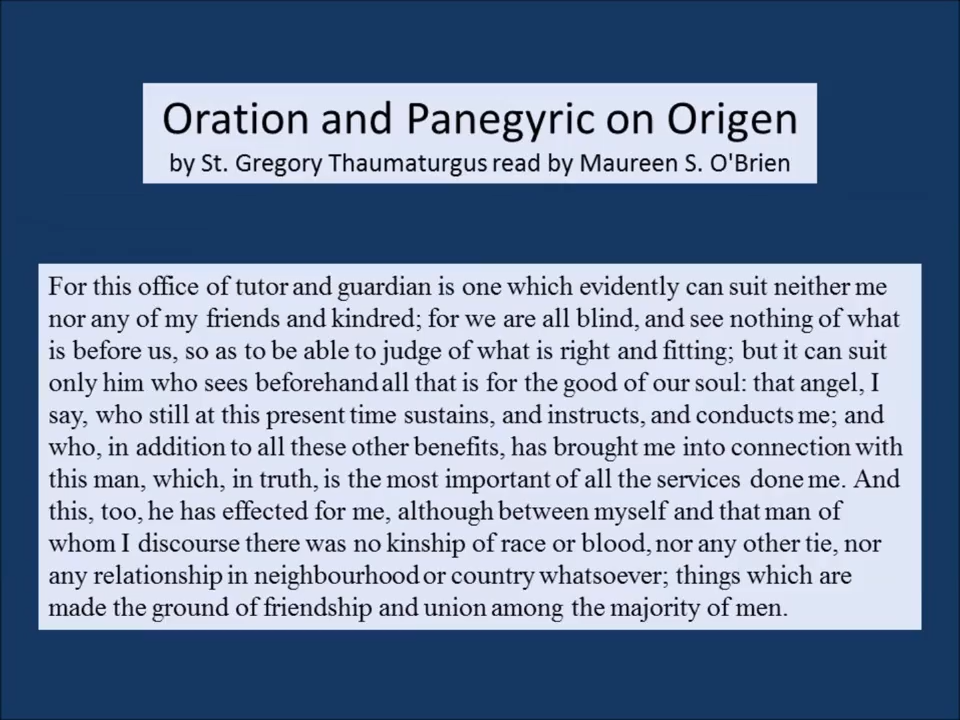 Oration and Panegyric on Origen
by St. Gregory Thaumaturgus read by Maureen S. O'Brien
For this office of tutor and guardian is one which evidently can suit neither me
nor any of my friends and kindred; for we are all blind, and see nothing of what
is before us, so as to be able to judge of what is right and fitting; but it can suit
only him who sees beforehand all that is for the good of our soul: that angel, I
say, who still at this present time sustains, and instructs, and conducts me; and
who, in addition to all these other benefits, has brought me into connection with
this man, which, in truth, is the most important of all the services done me. And
this, too, he has effected for me, although between myself and that man of
whom I discourse there was no kinship of race or blood, nor any other tie, nor
any relationship in neighbourhood or country whatsoever; things which are
made the ground of friendship and union among the majority of men.